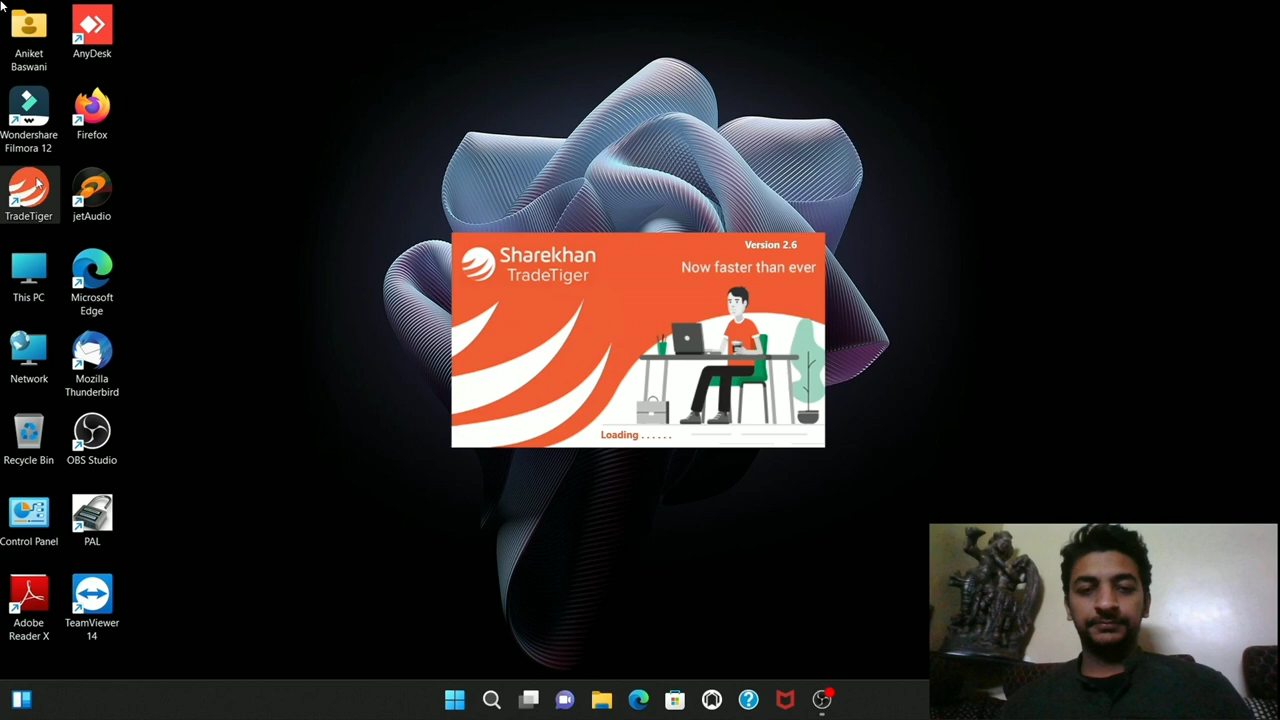 Aniket
Baswani
AnyDesk
Wondershare
Filmora 12
Firefox
TradeTiger
jetAudio
This PC
Microsoft
Edge
Network
Mozilla
Thunderbird
Recycle Bin
OBS Studio
Control Panel
PAL
Adobe
Reader X
TeamViewer
14
Version 2.6
Sharekhan
TradeTiger
Now faster than ever
Loading . . . . . .